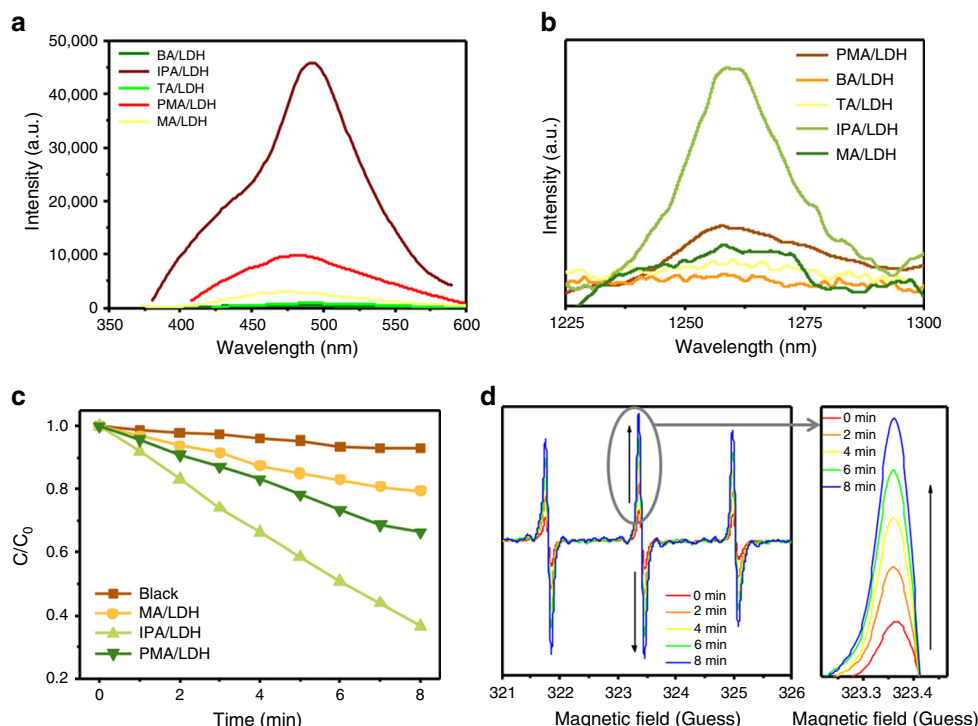 a
50,000
40,000
30,000
20,000
10,000
0
Intensity (a.u.)
BA/LDH
IPA/LDH
TA/LDH
PMA/LDH
MA/LDH
350 400 450 500 550 600
Wavelength (nm)
b
Intensity (a.u.)
PMA/LDH
BA/LDH
TA/LDH
IPA/LDH
MA/LDH
1225 1250 1275 1300
Wavelength (nm)
c
1.0
0.8
0.6
0.4
0.2
C/C0
Black
MA/LDH
IPA/LDH
PMA/LDH
0 2 4 6 8
Time (min)
d
0 min
2 min
4 min
6 min
8 min
321 322 323 324 325 326
Magnetic field (Guess)
0 min
2 min
4 min
6 min
8 min
323.3 323.4
Magnetic field (Guess)